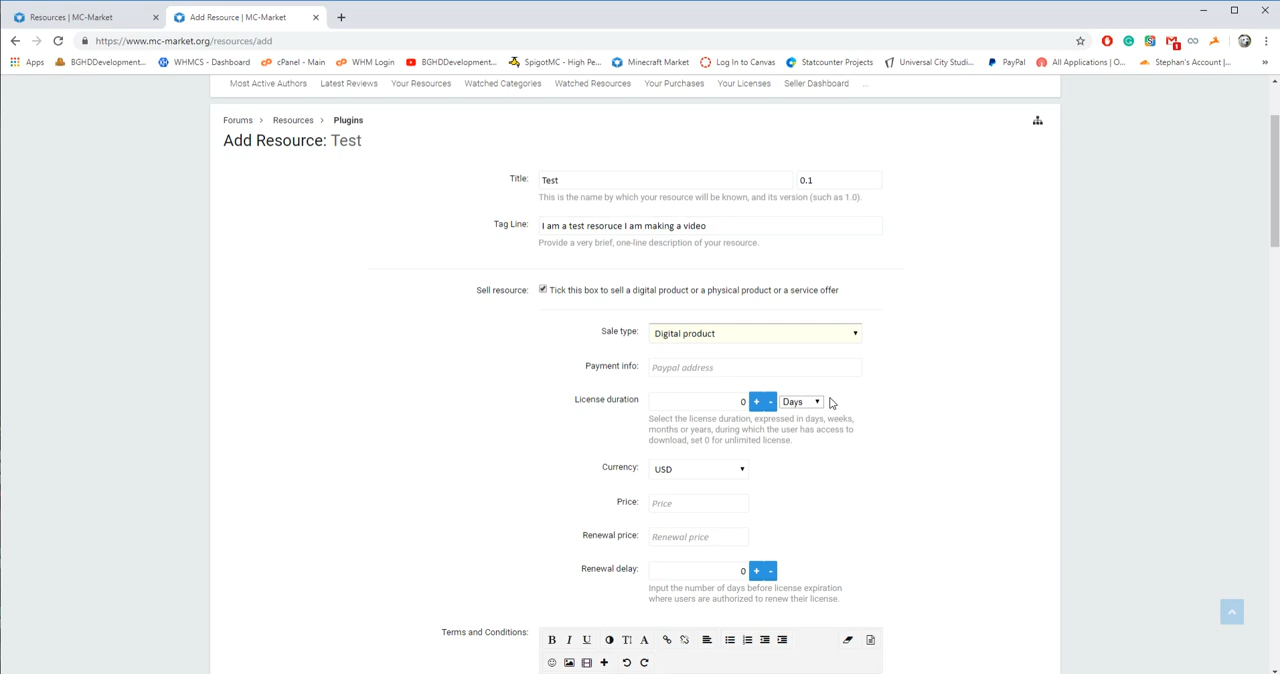 Resources | MC-Market
Add Resource | MC-Market
https://www.mc-market.org/resources/add
Apps BGHDDevelopment... WHMCS - Dashboard cPanel - Main WHM Login BGHDDevelopment... SpigotMC - High Pe... Minecraft Market Log In to Canvas Statcounter Projects Universal City Studi... PayPal All Applications | O... Stephan's Account |...
Most Active Authors Latest Reviews Your Resources Watched Categories Watched Resources Your Purchases Your Licenses Seller Dashboard ...
Forums > Resources > Plugins
Add Resource: Test
Title: Test 0.1
This is the name by which your resource will be known, and its version (such as 1.0).
Tag Line: I am a test resoruce I am making a video
Provide a very brief, one-line description of your resource.
Sell resource: Tick this box to sell a digital product or a physical product or a service offer
Sale type: Digital product
Payment info: Paypal address
License duration 0 + - Days
Select the license duration, expressed in days, weeks,
months or years, during which the user has access to
download, set 0 for unlimited license.
Currency: USD
Price: Price
Renewal price: Renewal price
Renewal delay: 0 + -
Input the number of days before license expiration
where users are authorized to renew their license.
Terms and Conditions: B I U T A